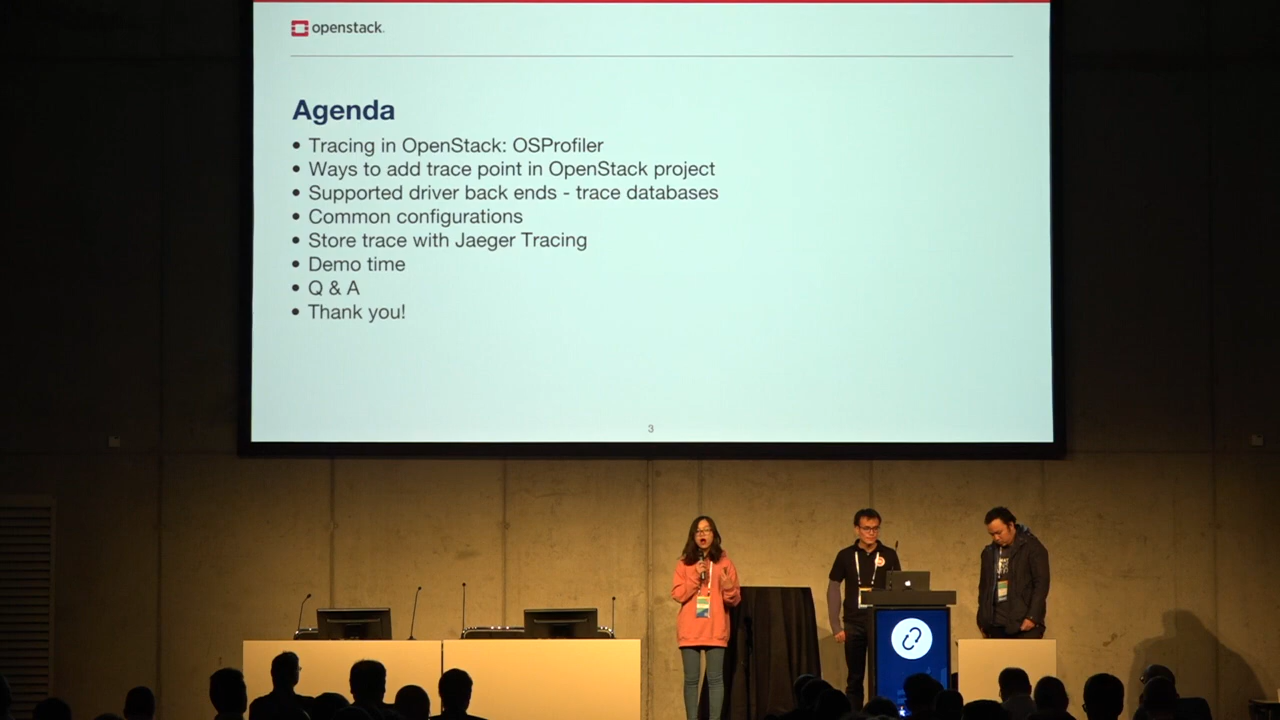 openstack.
Agenda
• Tracing in OpenStack: OSProfiler
• Ways to add trace point in OpenStack project
• Supported driver back ends - trace databases
• Common configurations
• Store trace with Jaeger Tracing
• Demo time
• Q & A
• Thank you!
3